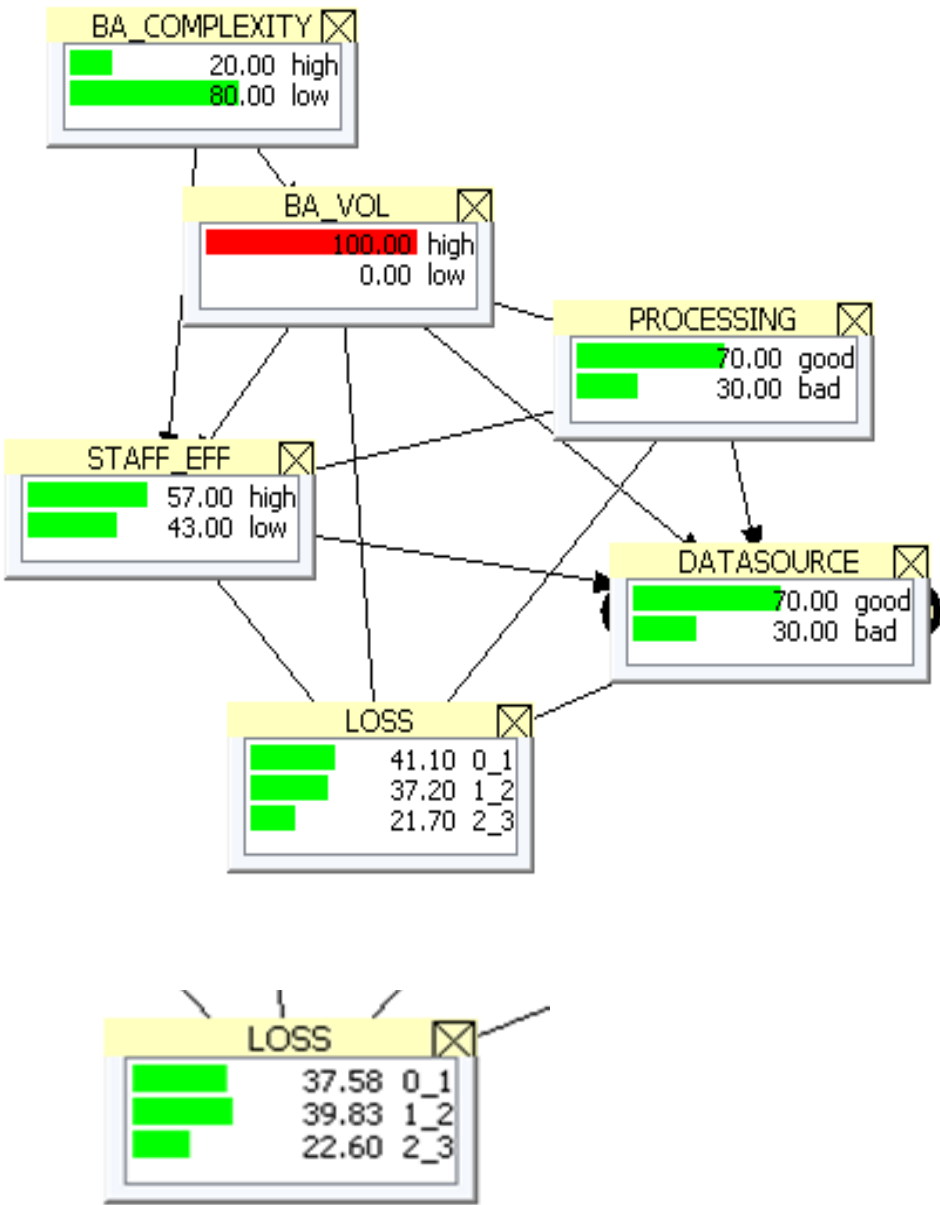 BA_COMPLEXITY
20.00 high
80.00 low
BA_VOL
100.00 high
0.00 low
PROCESSING
70.00 good
30.00 bad
STAFF_EFF
57.00 high
43.00 low
DATASOURCE
70.00 good
30.00 bad
LOSS
41.10 0_1
37.20 1_2
21.70 2_3
LOSS
37.58 0_1
39.83 1_2
22.60 2_3